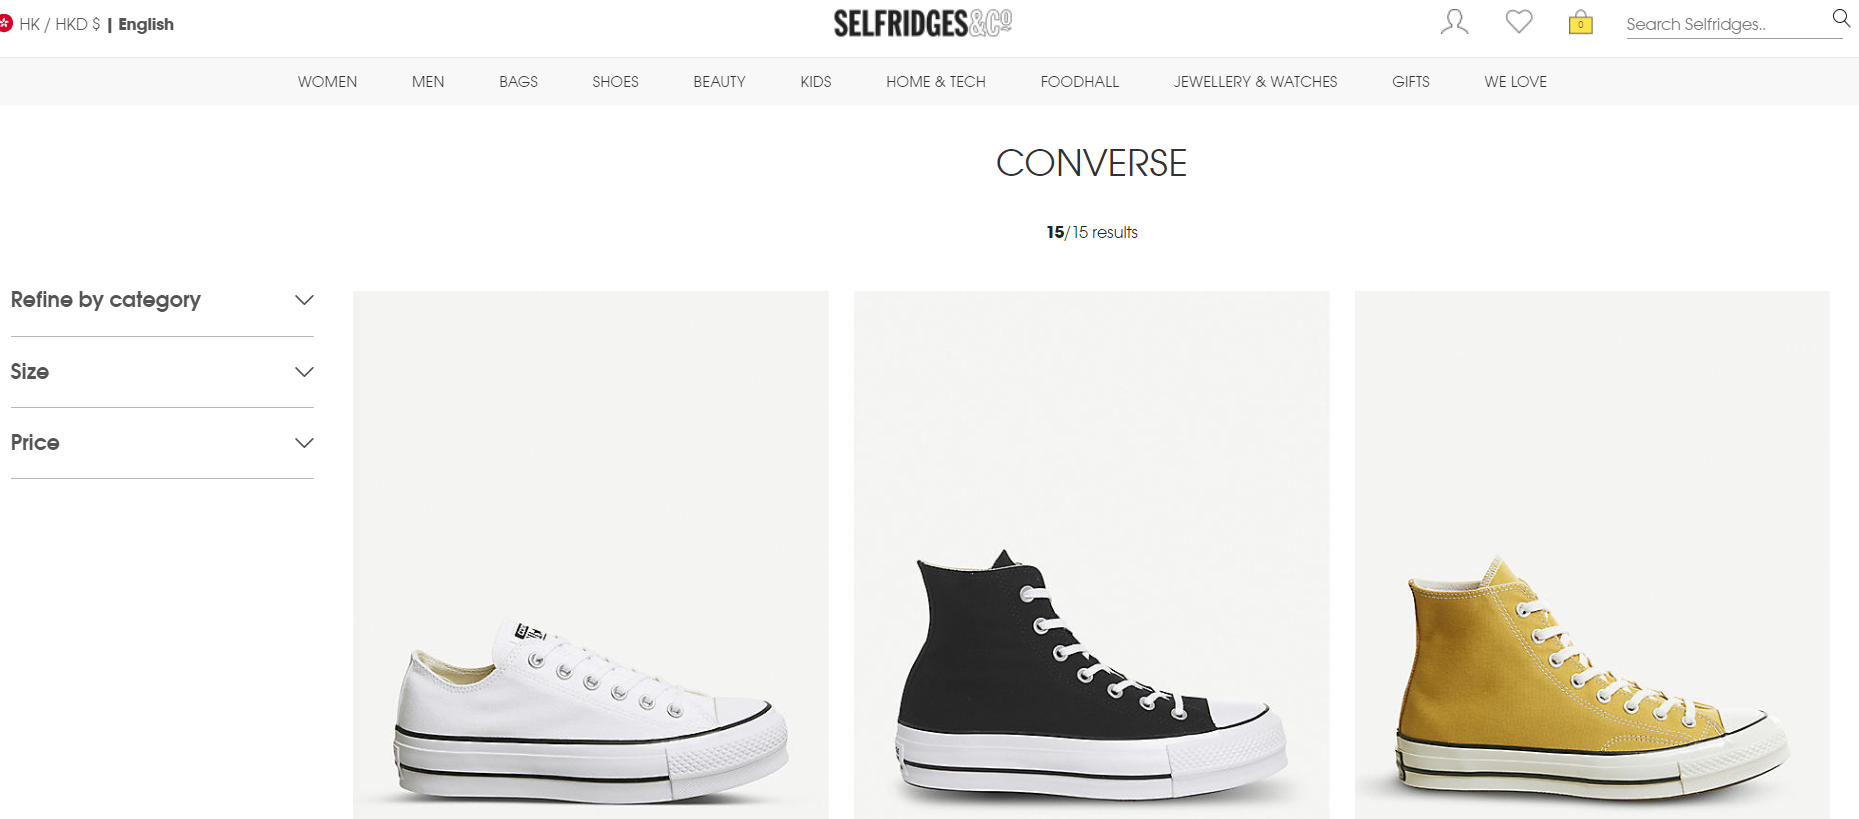 HK / HKD $ | English
SELFRIDGES&CO
0
Search Selfridges..
WOMEN MEN BAGS SHOES BEAUTY KIDS HOME & TECH FOODHALL JEWELLERY & WATCHES GIFTS WE LOVE
CONVERSE
15/15 results
Refine by category
Size
Price